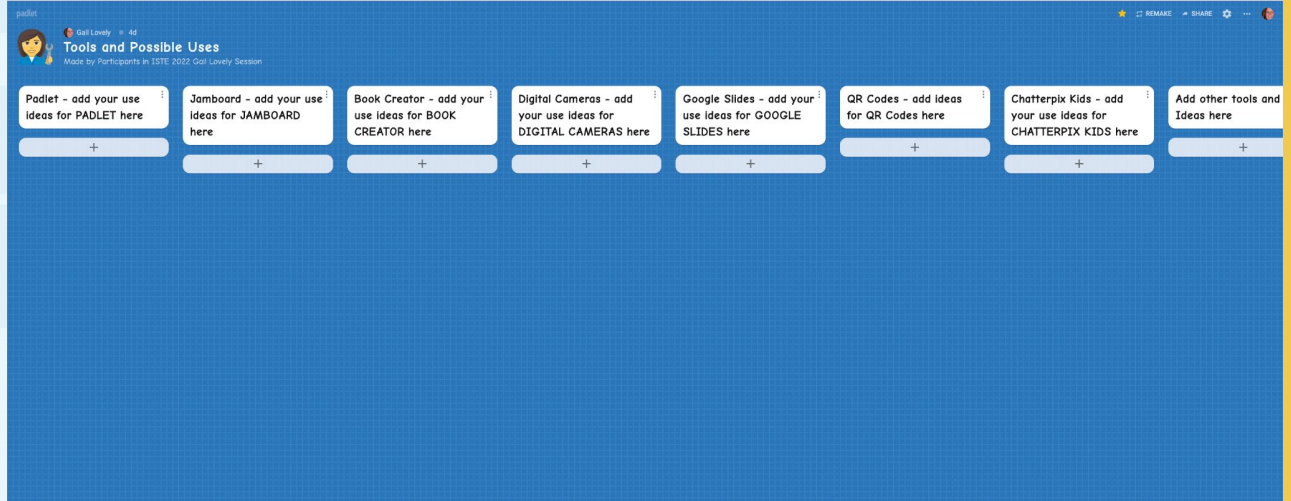 padlet
REMAKE
SHARE
Gail Lovely
4d
Tools and Possible Uses
Made by Participants in ISTE 2022 Gail Lovely Session
Padlet - add your use
ideas for PADLET here
Jamboard - add your use
ideas for JAMBOARD
here
Book Creator - add your
use ideas for BOOK
CREATOR here
Digital Cameras - add
your use ideas for
DIGITAL CAMERAS here
Google Slides - add your
use ideas for GOOGLE
SLIDES here
QR Codes - add ideas
for QR Codes here
Chatterpix Kids - add
your use ideas for
CHATTERPIX KIDS here
Add other tools and
Ideas here